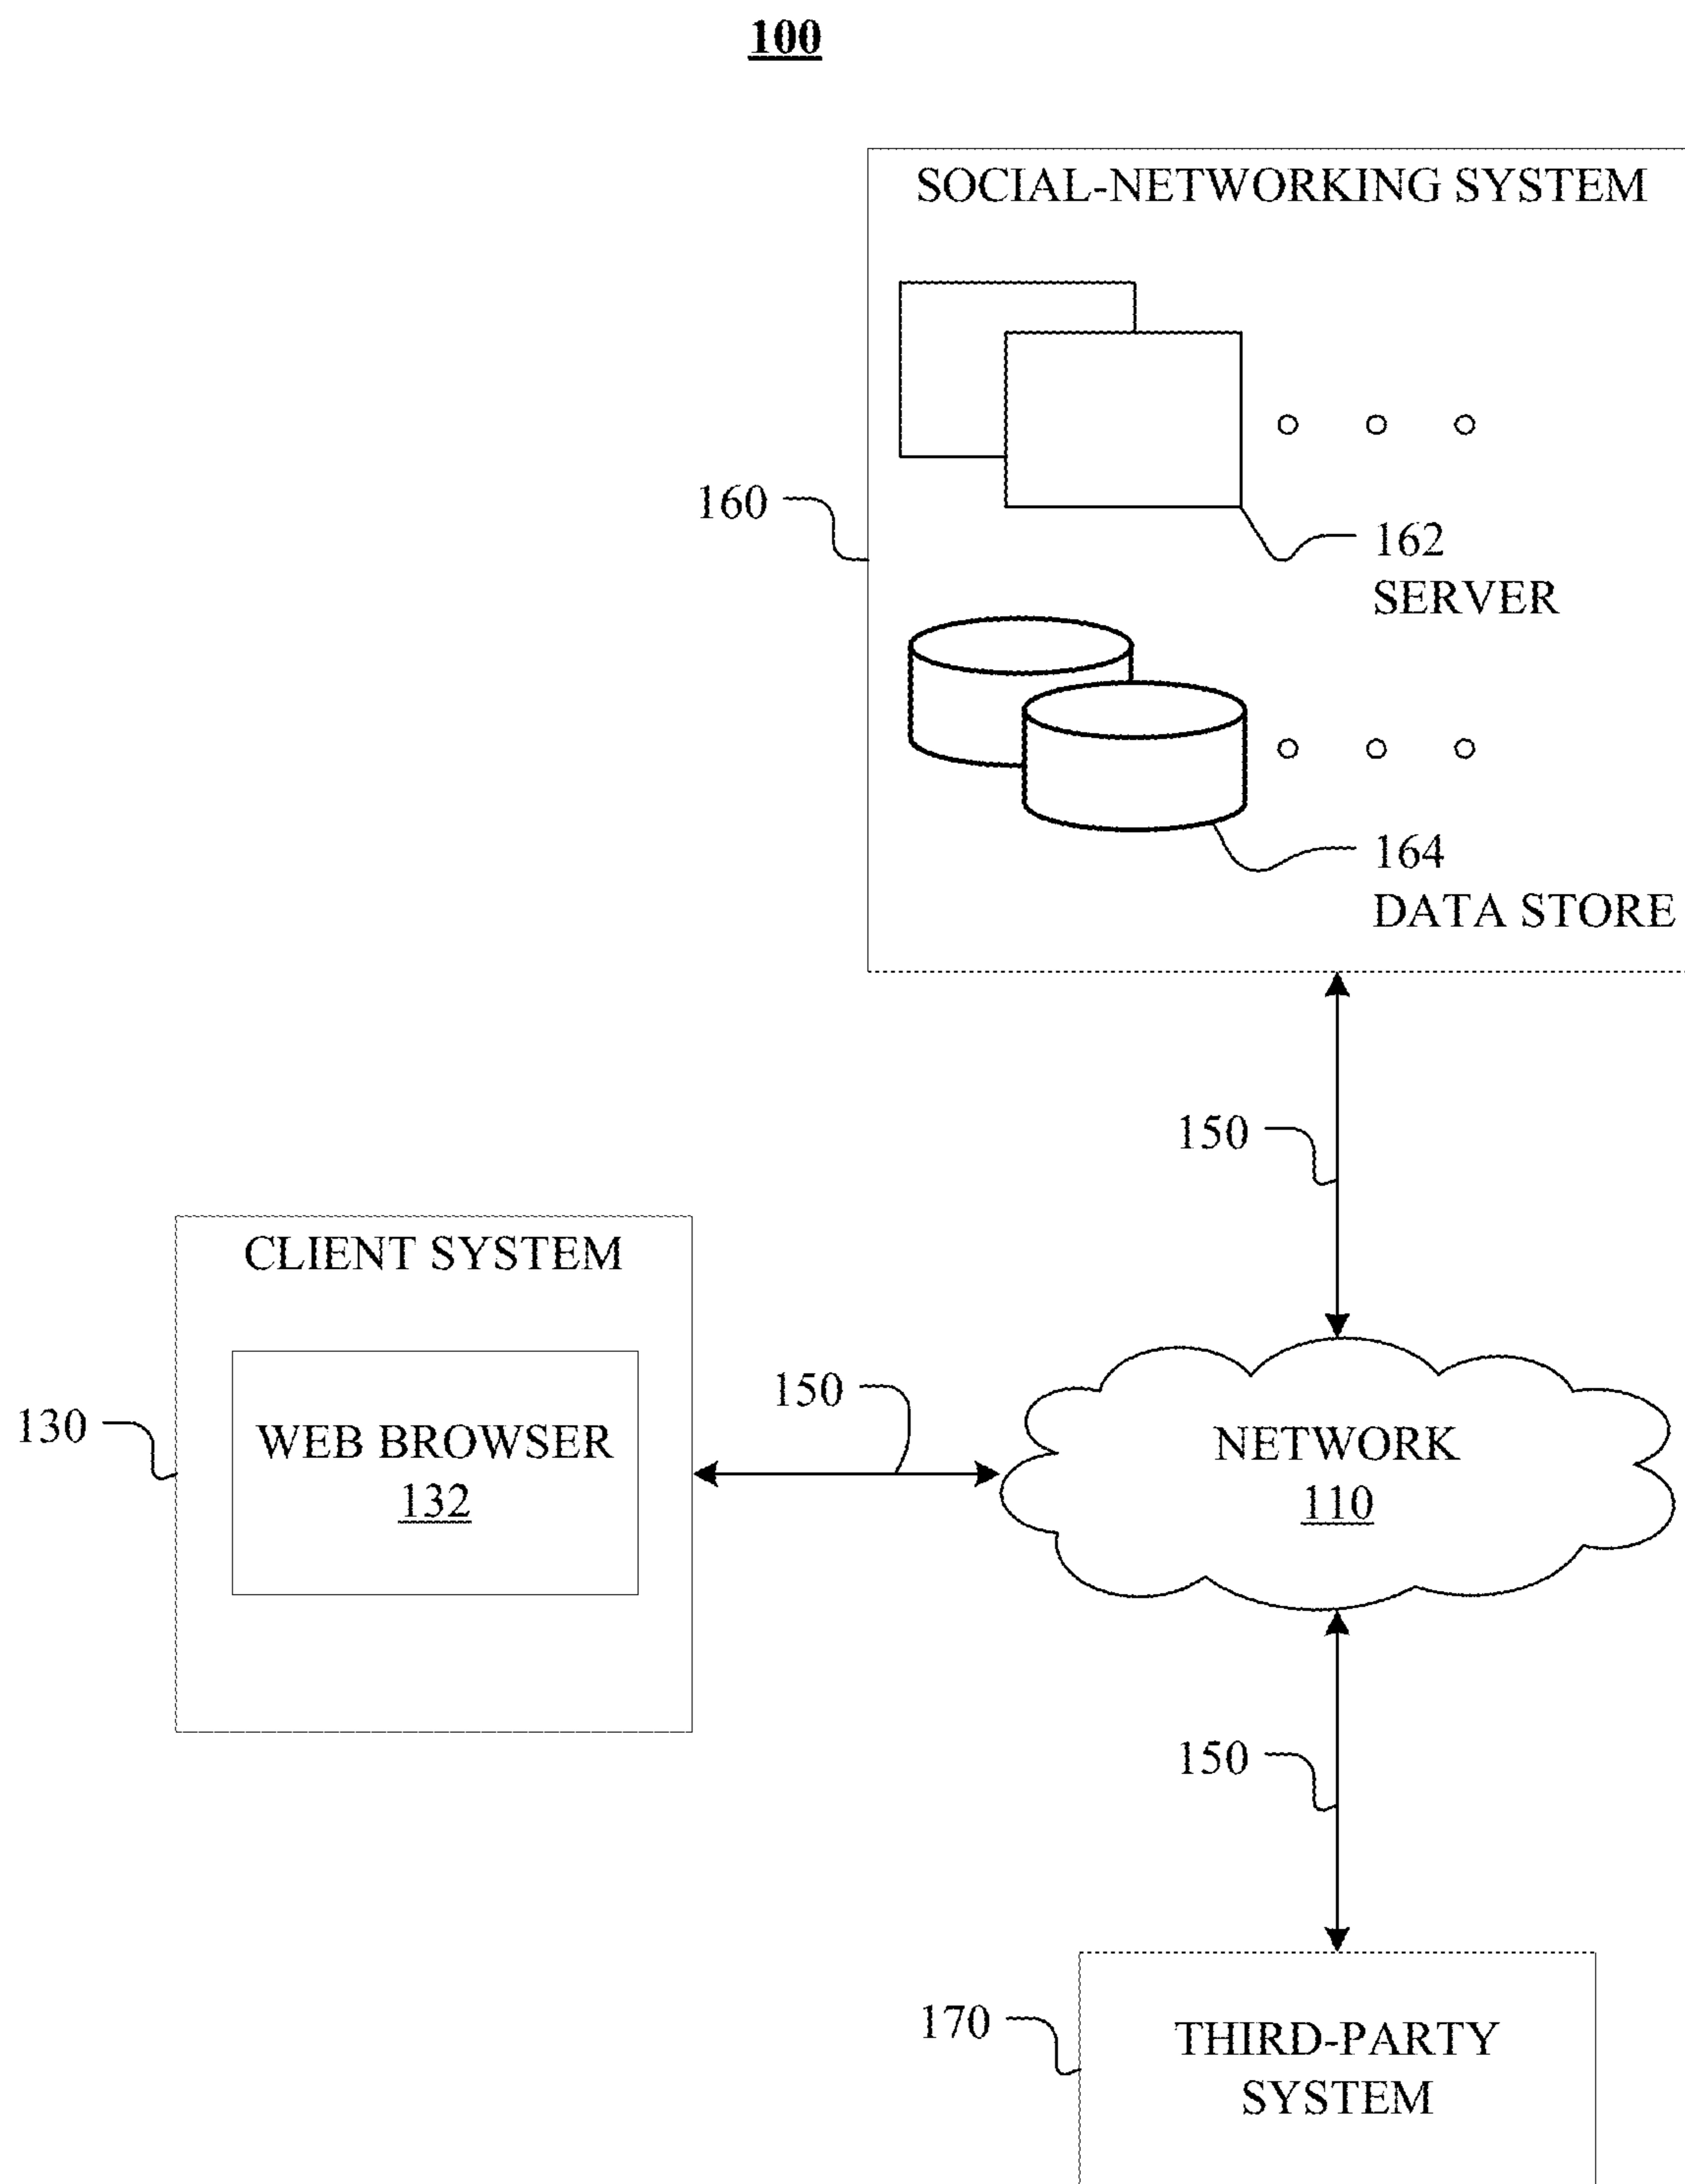 100
SOCIAL-NETWORKING SYSTEM
160
162
SERVER
164
DATA STORE
150
CLIENT SYSTEM
130
WEB BROWSER
132
150
NETWORK
110
150
170
THIRD-PARTY
SYSTEM